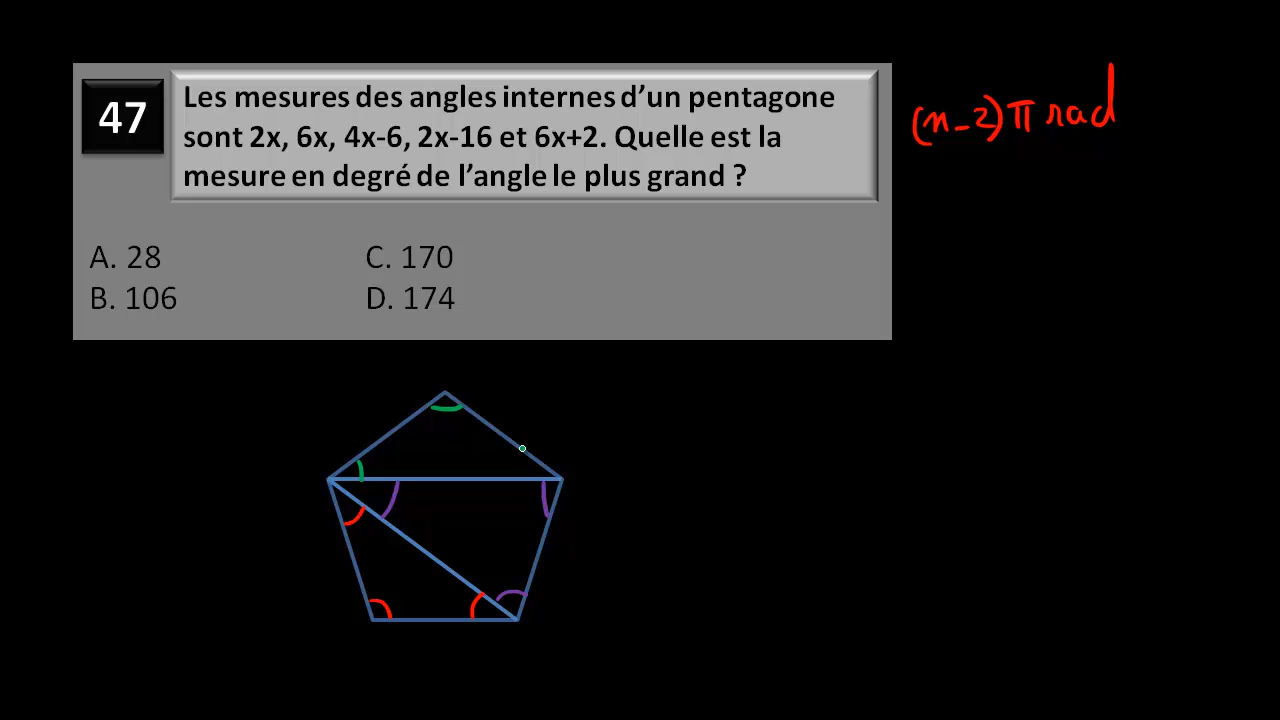 47
Les mesures des angles internes d’un pentagone
sont 2x, 6x, 4x-6, 2x-16 et 6x+2. Quelle est la
mesure en degré de l’angle le plus grand ?
(n-2) π rad
A. 28
C. 170
B. 106
D. 174